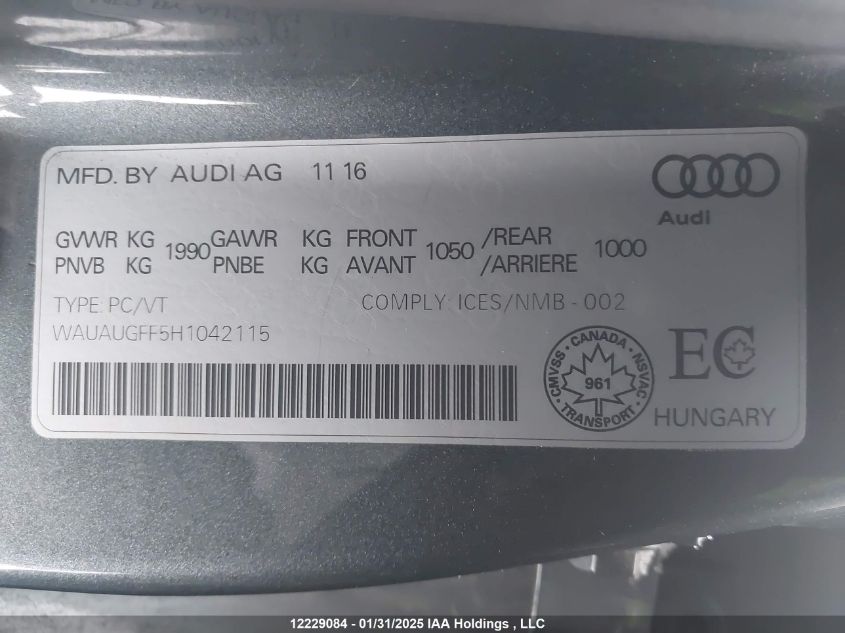 MFD. BY AUDI AG 11 16
Audi
GVWR KG 1990 GAWR KG FRONT 1050 /REAR 1000
PNVB KG PNBE KG AVANT /ARRIERE
TYPE: PC/VT COMPLY: ICES/NMB - 002
WAUAUGFF5H1042115
CMVSS • CANADA • NSVAC
961
• TRANSPORT •
EC
HUNGARY
12229084 - 01/31/2025 IAA Holdings , LLC